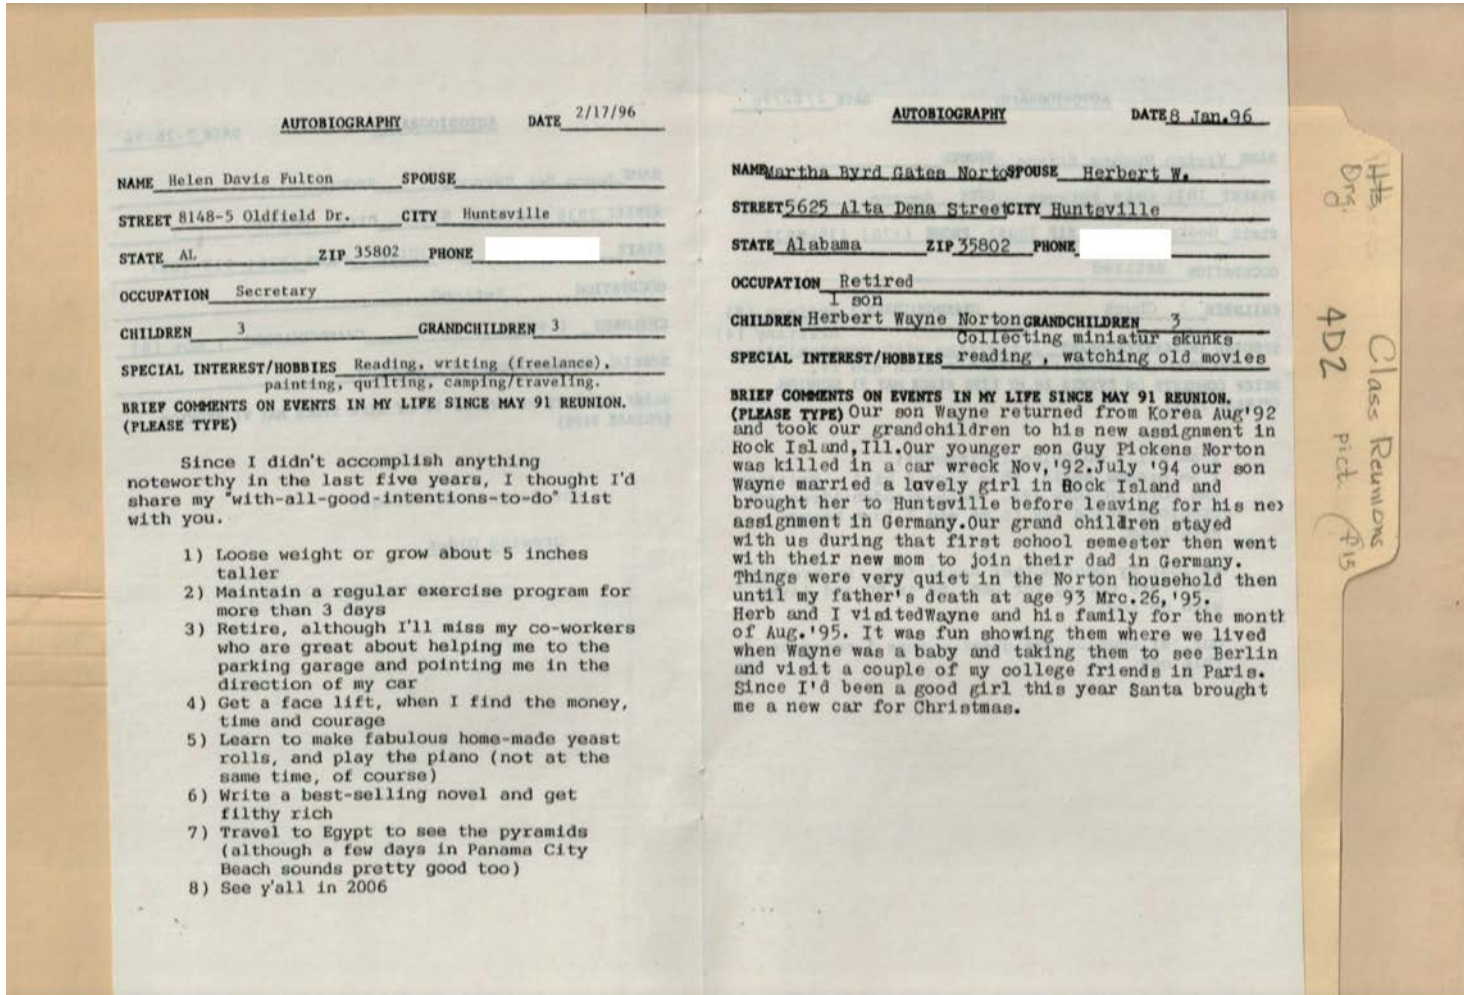 AUTOBIOGRAPHY DATE 2/17/96
NAME Helen Davis Fulton SPOUSE
STREET 8148-5 Oldfield Dr. CITY Huntsville
STATE AL ZIP 35802 PHONE
OCCUPATION Secretary
CHILDREN 3 GRANDCHILDREN 3
SPECIAL INTEREST/HOBBIES Reading, writing (freelance),
painting, quilting, camping/traveling.
BRIEF COMMENTS ON EVENTS IN MY LIFE SINCE MAY 91 REUNION.
(PLEASE TYPE)
Since I didn't accomplish anything
noteworthy in the last five years, I thought I'd
share my "with-all-good-intentions-to-do" list
with you.
1) Loose weight or grow about 5 inches
taller
2) Maintain a regular exercise program for
more than 3 days
3) Retire, although I'll miss my co-workers
who are great about helping me to the
parking garage and pointing me in the
direction of my car
4) Get a face lift, when I find the money,
time and courage
5) Learn to make fabulous home-made yeast
rolls, and play the piano (not at the
same time, of course)
6) Write a best-selling novel and get
filthy rich
7) Travel to Egypt to see the pyramids
(although a few days in Panama City
Beach sounds pretty good too)
8) See y'all in 2006
AUTOBIOGRAPHY DATE 8 Jan.96
NAME Martha Byrd Gates Norto SPOUSE Herbert W.
STREET 5625 Alta Dena Street CITY Huntsville
STATE Alabama ZIP 35802 PHONE
OCCUPATION Retired
1 son
CHILDREN Herbert Wayne Norton GRANDCHILDREN 3
Collecting miniatur skunks
SPECIAL INTEREST/HOBBIES reading , watching old movies
BRIEF COMMENTS ON EVENTS IN MY LIFE SINCE MAY 91 REUNION.
(PLEASE TYPE) Our son Wayne returned from Korea Aug'92
and took our grandchildren to his new assignment in
Rock Island,Ill.Our younger son Guy Pickens Norton
was killed in a car wreck Nov,'92.July '94 our son
Wayne married a lovely girl in Rock Island and
brought her to Huntsville before leaving for his
assignment in Germany.Our grand children stayed
with us during that first school semester then went
with their new mom to join their dad in Germany.
Things were very quiet in the Norton household then
until my father's death at age 93 Mrc.26,'95.
Herb and I visitedWayne and his family for the month
of Aug.'95. It was fun showing them where we lived
when Wayne was a baby and taking them to see Berlin
and visit a couple of my college friends in Paris.
Since I'd been a good girl this year Santa brought
me a new car for Christmas.
Org.
Class Reunions
4D2 pict. P15